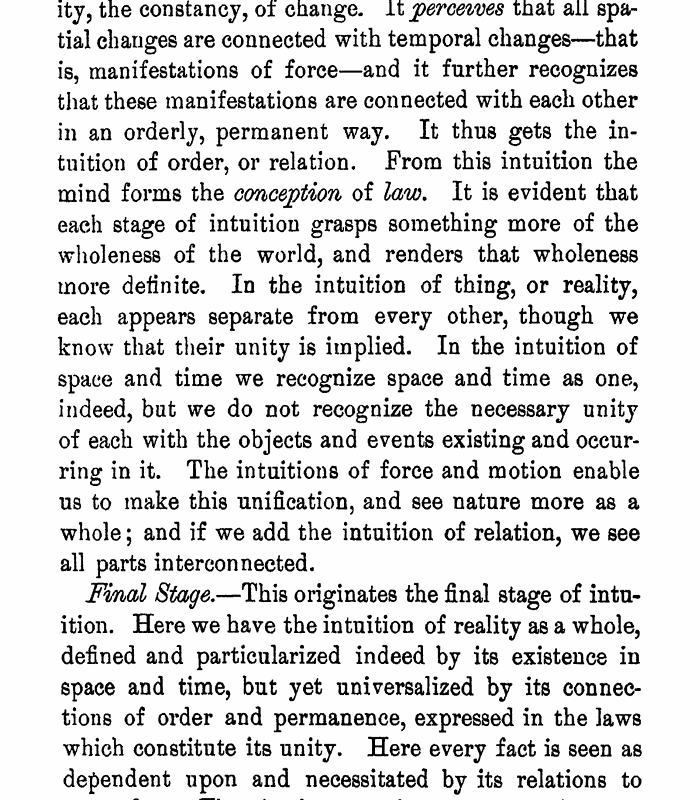 ity, the constancy, of change. It perceives that all spa-
tial changes are connected with temporal changes—that
is, manifestations of force—and it further recognizes
that these manifestations are connected with each other
in an orderly, permanent way. It thus gets the in-
tuition of order, or relation. From this intuition the
mind forms the conception of law. It is evident that
each stage of intuition grasps something more of the
wholeness of the world, and renders that wholeness
more definite. In the intuition of thing, or reality,
each appears separate from every other, though we
know that their unity is implied. In the intuition of
space and time we recognize space and time as one,
indeed, but we do not recognize the necessary unity
of each with the objects and events existing and occur-
ring in it. The intuitions of force and motion enable
us to make this unification, and see nature more as a
whole; and if we add the intuition of relation, we see
all parts interconnected.
Final Stage.—This originates the final stage of intu-
ition. Here we have the intuition of reality as a whole,
defined and particularized indeed by its existence in
space and time, but yet universalized by its connec-
tions of order and permanence, expressed in the laws
which constitute its unity. Here every fact is seen as
dependent upon and necessitated by its relations to